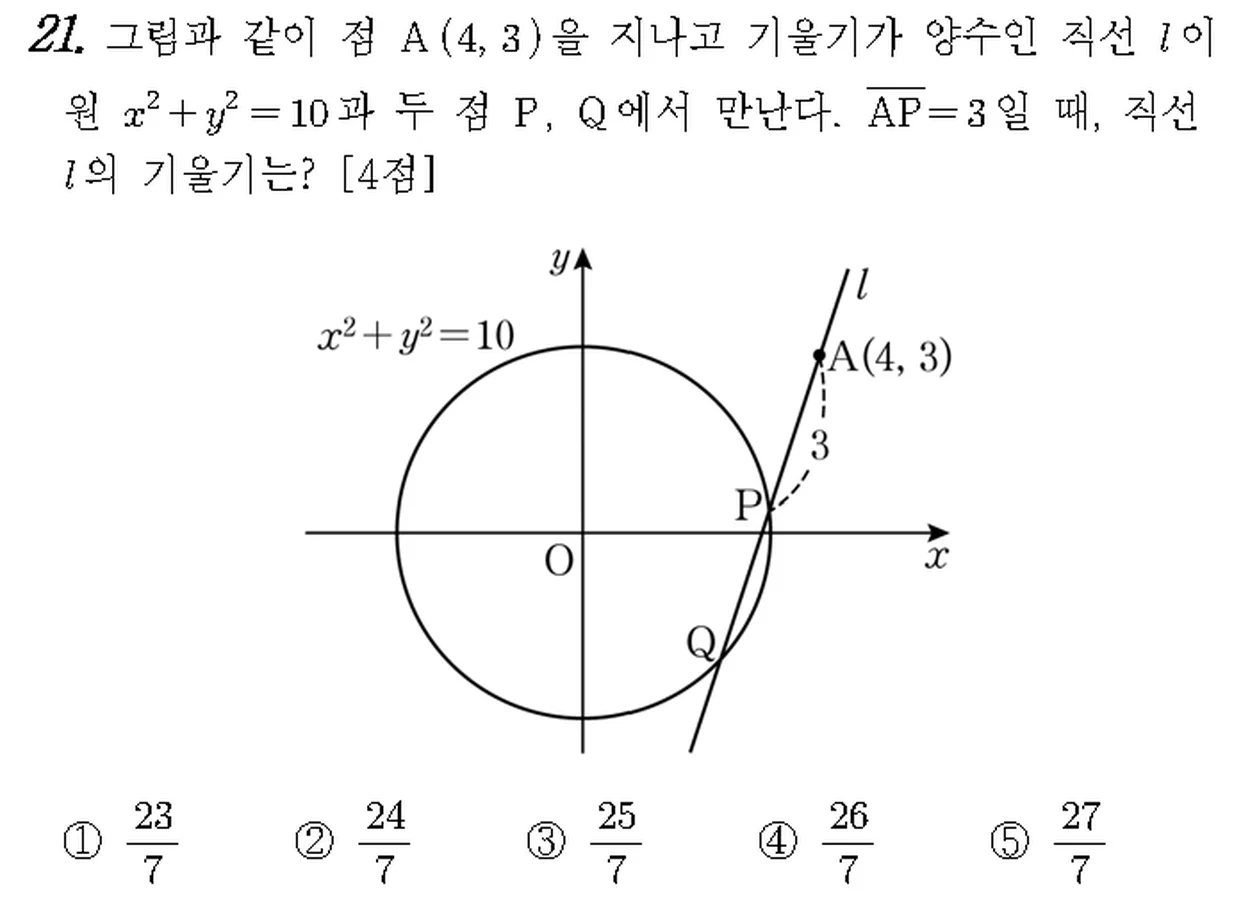 21. 그림과 같이 점 A(4, 3)을 지나고 기울기가 양수인 직선 l이
원 x²+y²=10과 두 점 P, Q에서 만난다. A̅P̅=3일 때, 직선
l의 기울기는? [4점]
y
l
x²+y²=10
A(4, 3)
3
P
O
x
Q
① 23/7 ② 24/7 ③ 25/7 ④ 26/7 ⑤ 27/7